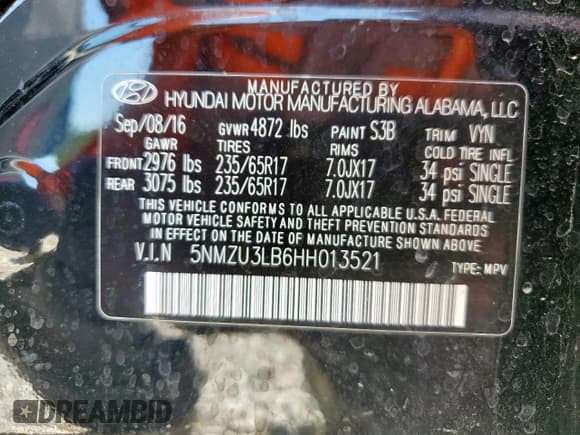 MANUFACTURED BY
HYUNDAI MOTOR MANUFACTURING ALABAMA, LLC
Sep/08/16 GVWR 4872 lbs PAINT S3B TRIM VYN
GAWR TIRES RIMS COLD TIRE INFL
FRONT 2976 lbs 235/65R17 7.0JX17 34 psi SINGLE
REAR 3075 lbs 235/65R17 7.0JX17 34 psi SINGLE
THIS VEHICLE CONFORMS TO ALL APPLICABLE U.S.A. FEDERAL
MOTOR VEHICLE SAFETY AND THEFT PREVENTION STANDARDS
IN EFFECT ON THE DATE OF MANUFACTURE SHOWN ABOVE.
V.I.N 5NMZU3LB6HH013521 TYPE: MPV
DREAMBID